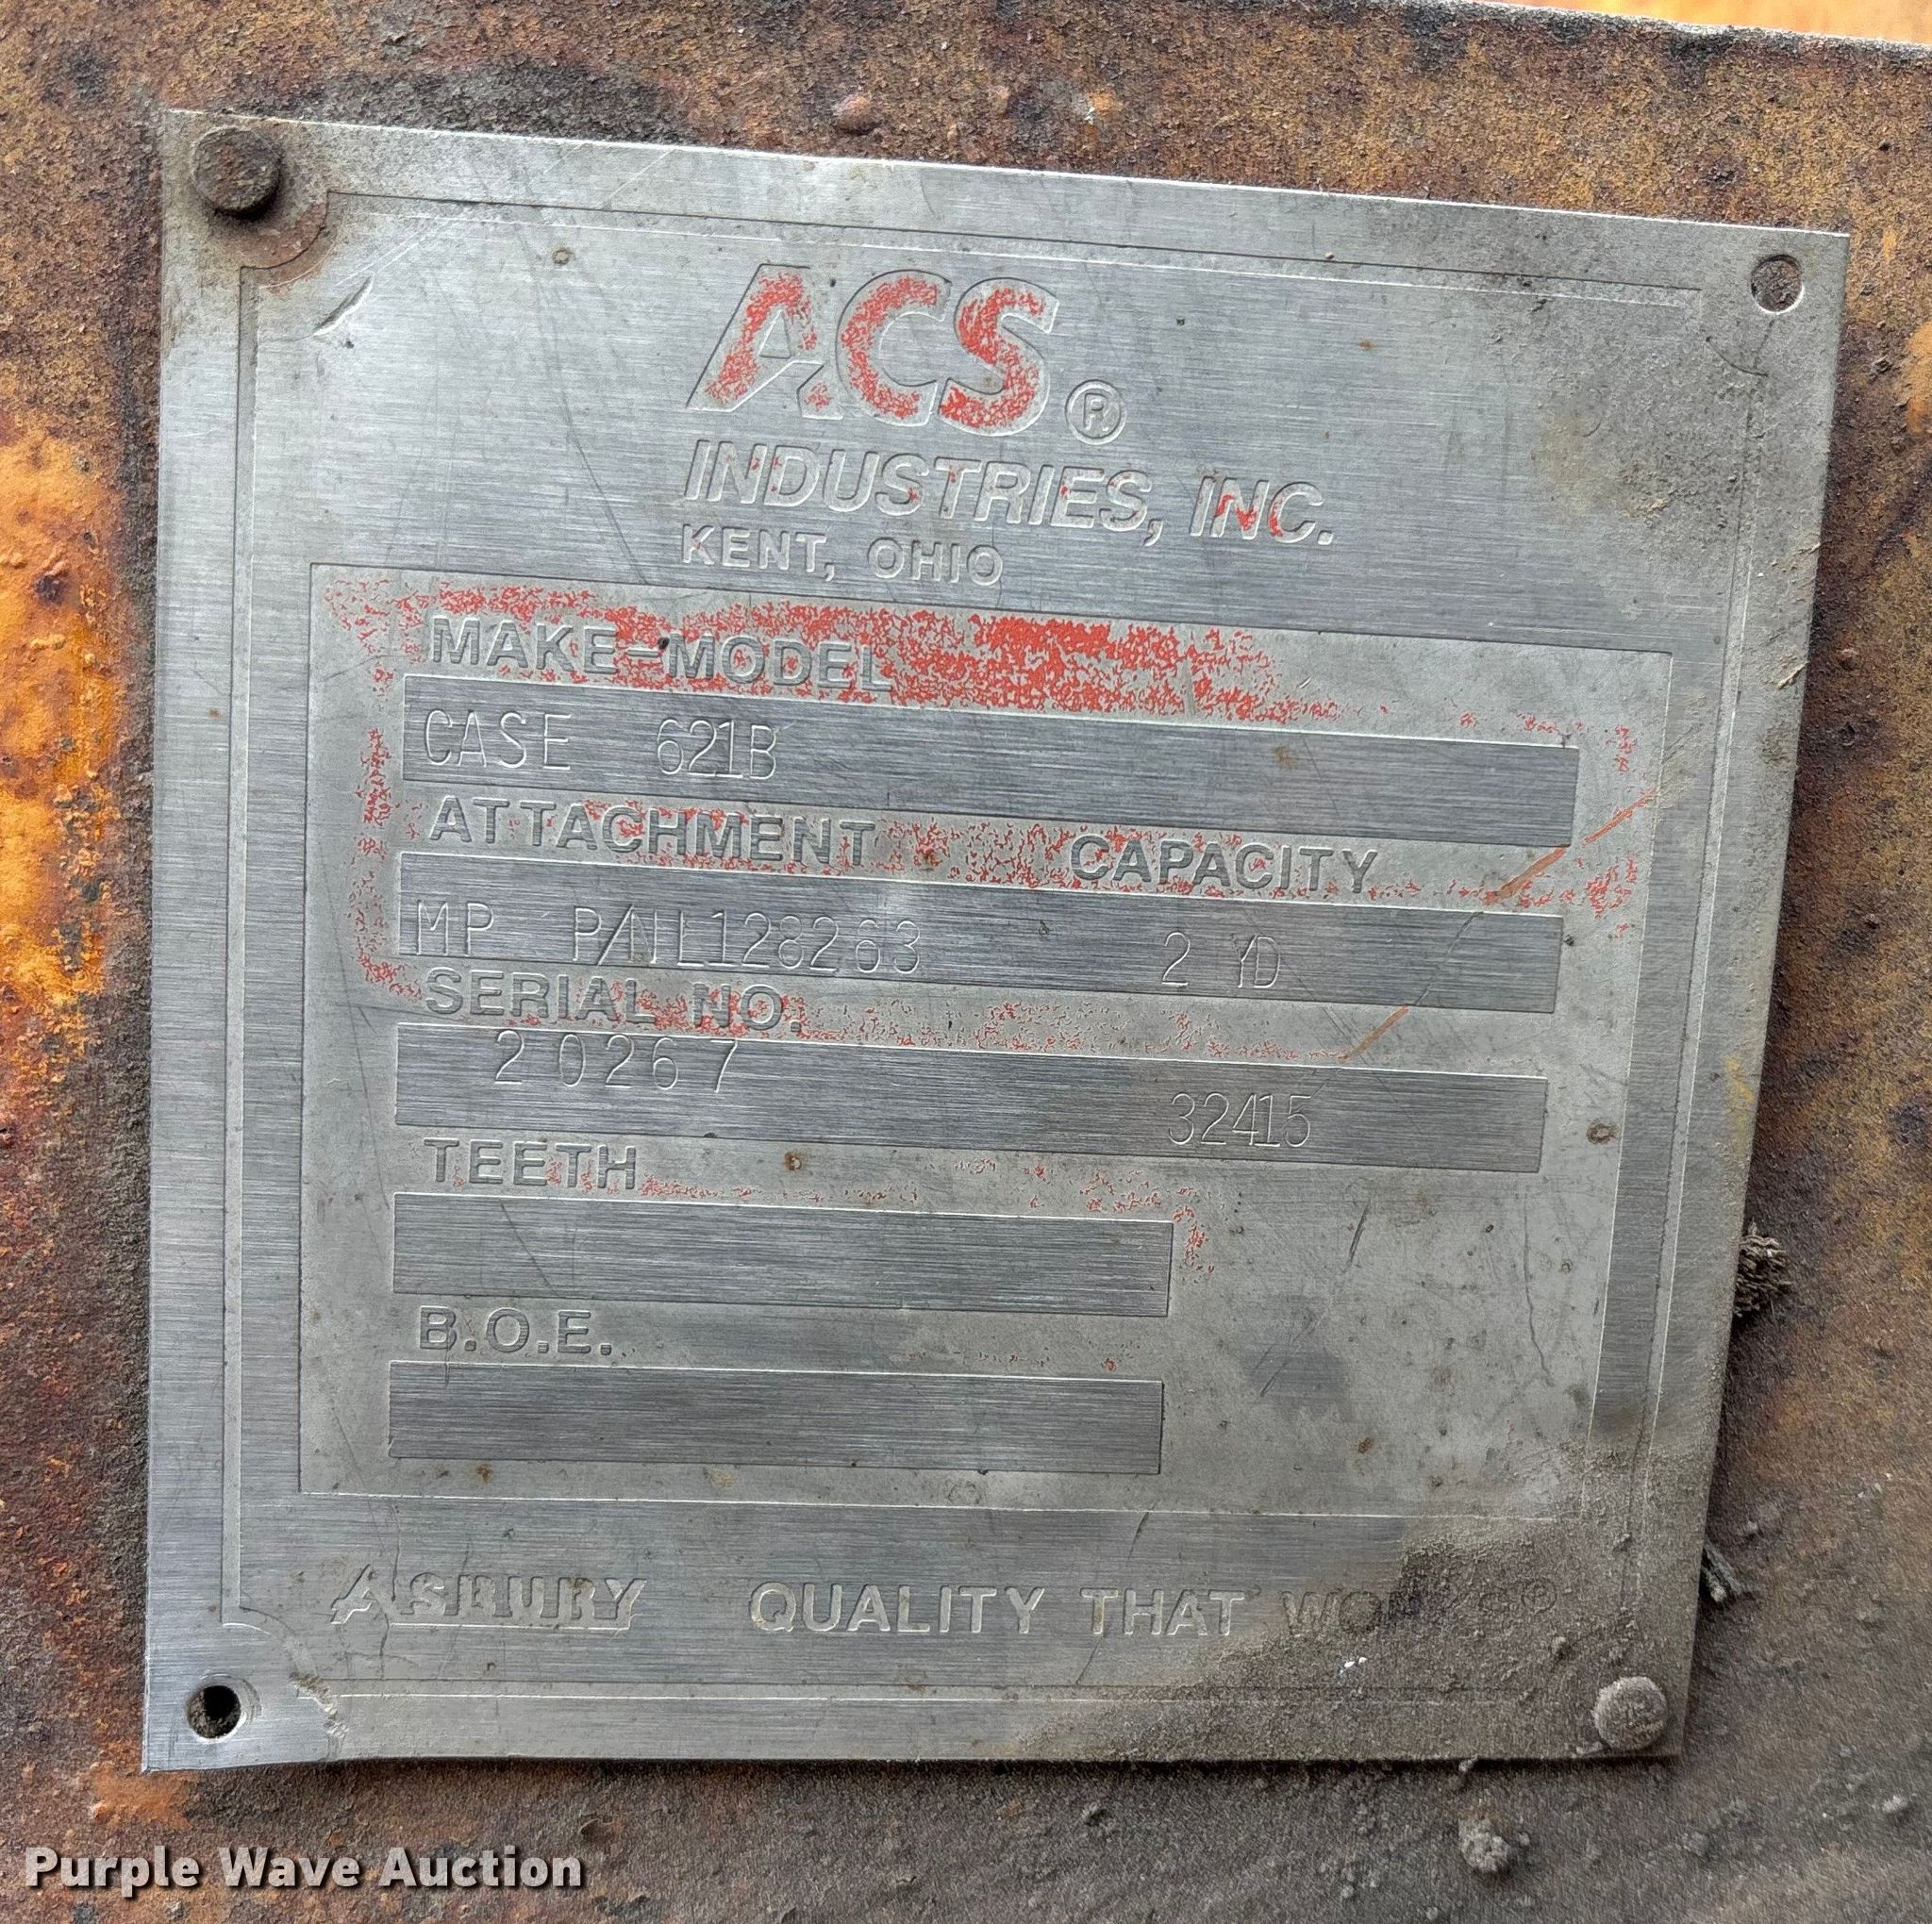 ACS®
INDUSTRIES, INC.
KENT, OHIO
MAKE-MODEL
CASE 621B
ATTACHMENT CAPACITY
MP P/N L128263 2 YD
SERIAL NO.
20267 32415
TEETH
B.O.E.
ASBURY QUALITY THAT WORKS®
Purple Wave Auction